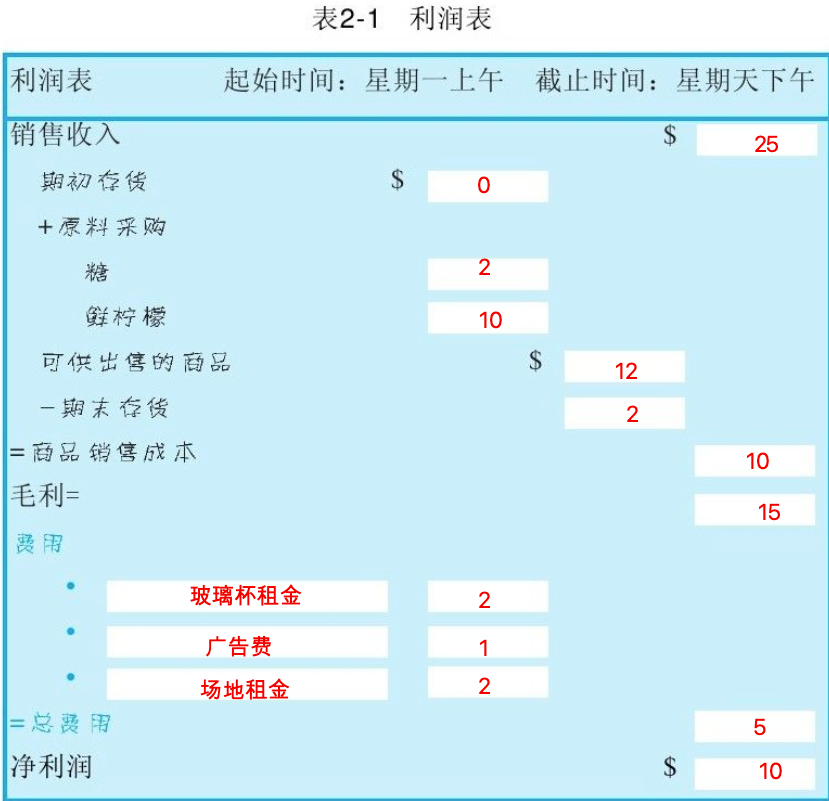 表2-1 利润表
利润表 起始时间：星期一上午 截止时间：星期天下午
销售收入 $ 25
期初存货 $ 0
+原料采购
糖 2
鲜柠檬 10
可供出售的商品 $ 12
-期末存货 2
=商品销售成本 10
毛利= 15
费用
• 玻璃杯租金 2
• 广告费 1
• 场地租金 2
=总费用 5
净利润 $ 10